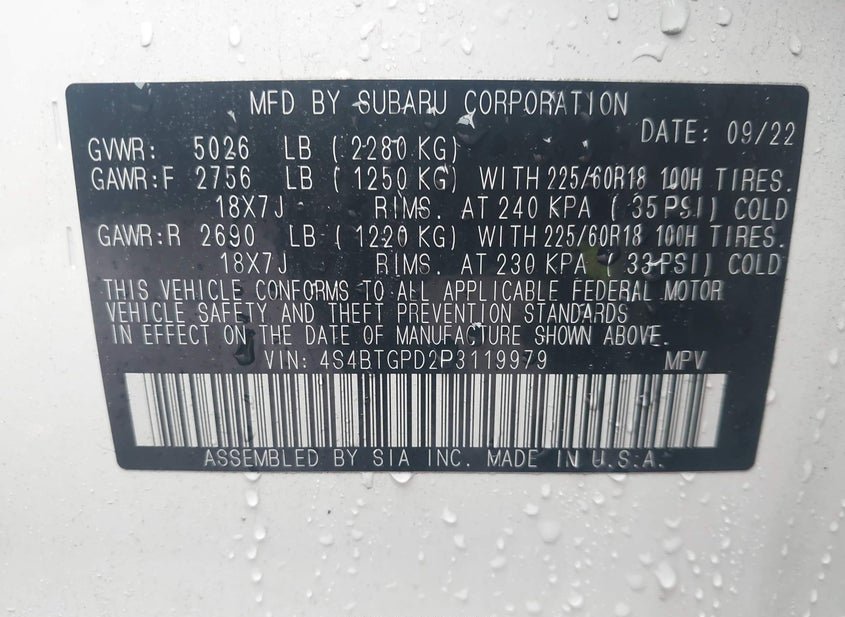 MFD BY SUBARU CORPORATION
DATE: 09/22
GVWR: 5026 LB ( 2280 KG)
GAWR:F 2756 LB ( 1250 KG) WITH 225/60R18 100H TIRES.
18X7J RIMS. AT 240 KPA ( 35 PSI) COLD
GAWR:R 2690 LB ( 1220 KG) WITH 225/60R18 100H TIRES.
18X7J RIMS. AT 230 KPA ( 33 PSI) COLD
THIS VEHICLE CONFORMS TO ALL APPLICABLE FEDERAL MOTOR
VEHICLE SAFETY AND THEFT PREVENTION STANDARDS
IN EFFECT ON THE DATE OF MANUFACTURE SHOWN ABOVE.
VIN: 4S4BTGPD2P3119979 MPV
ASSEMBLED BY SIA INC. MADE IN U.S.A.